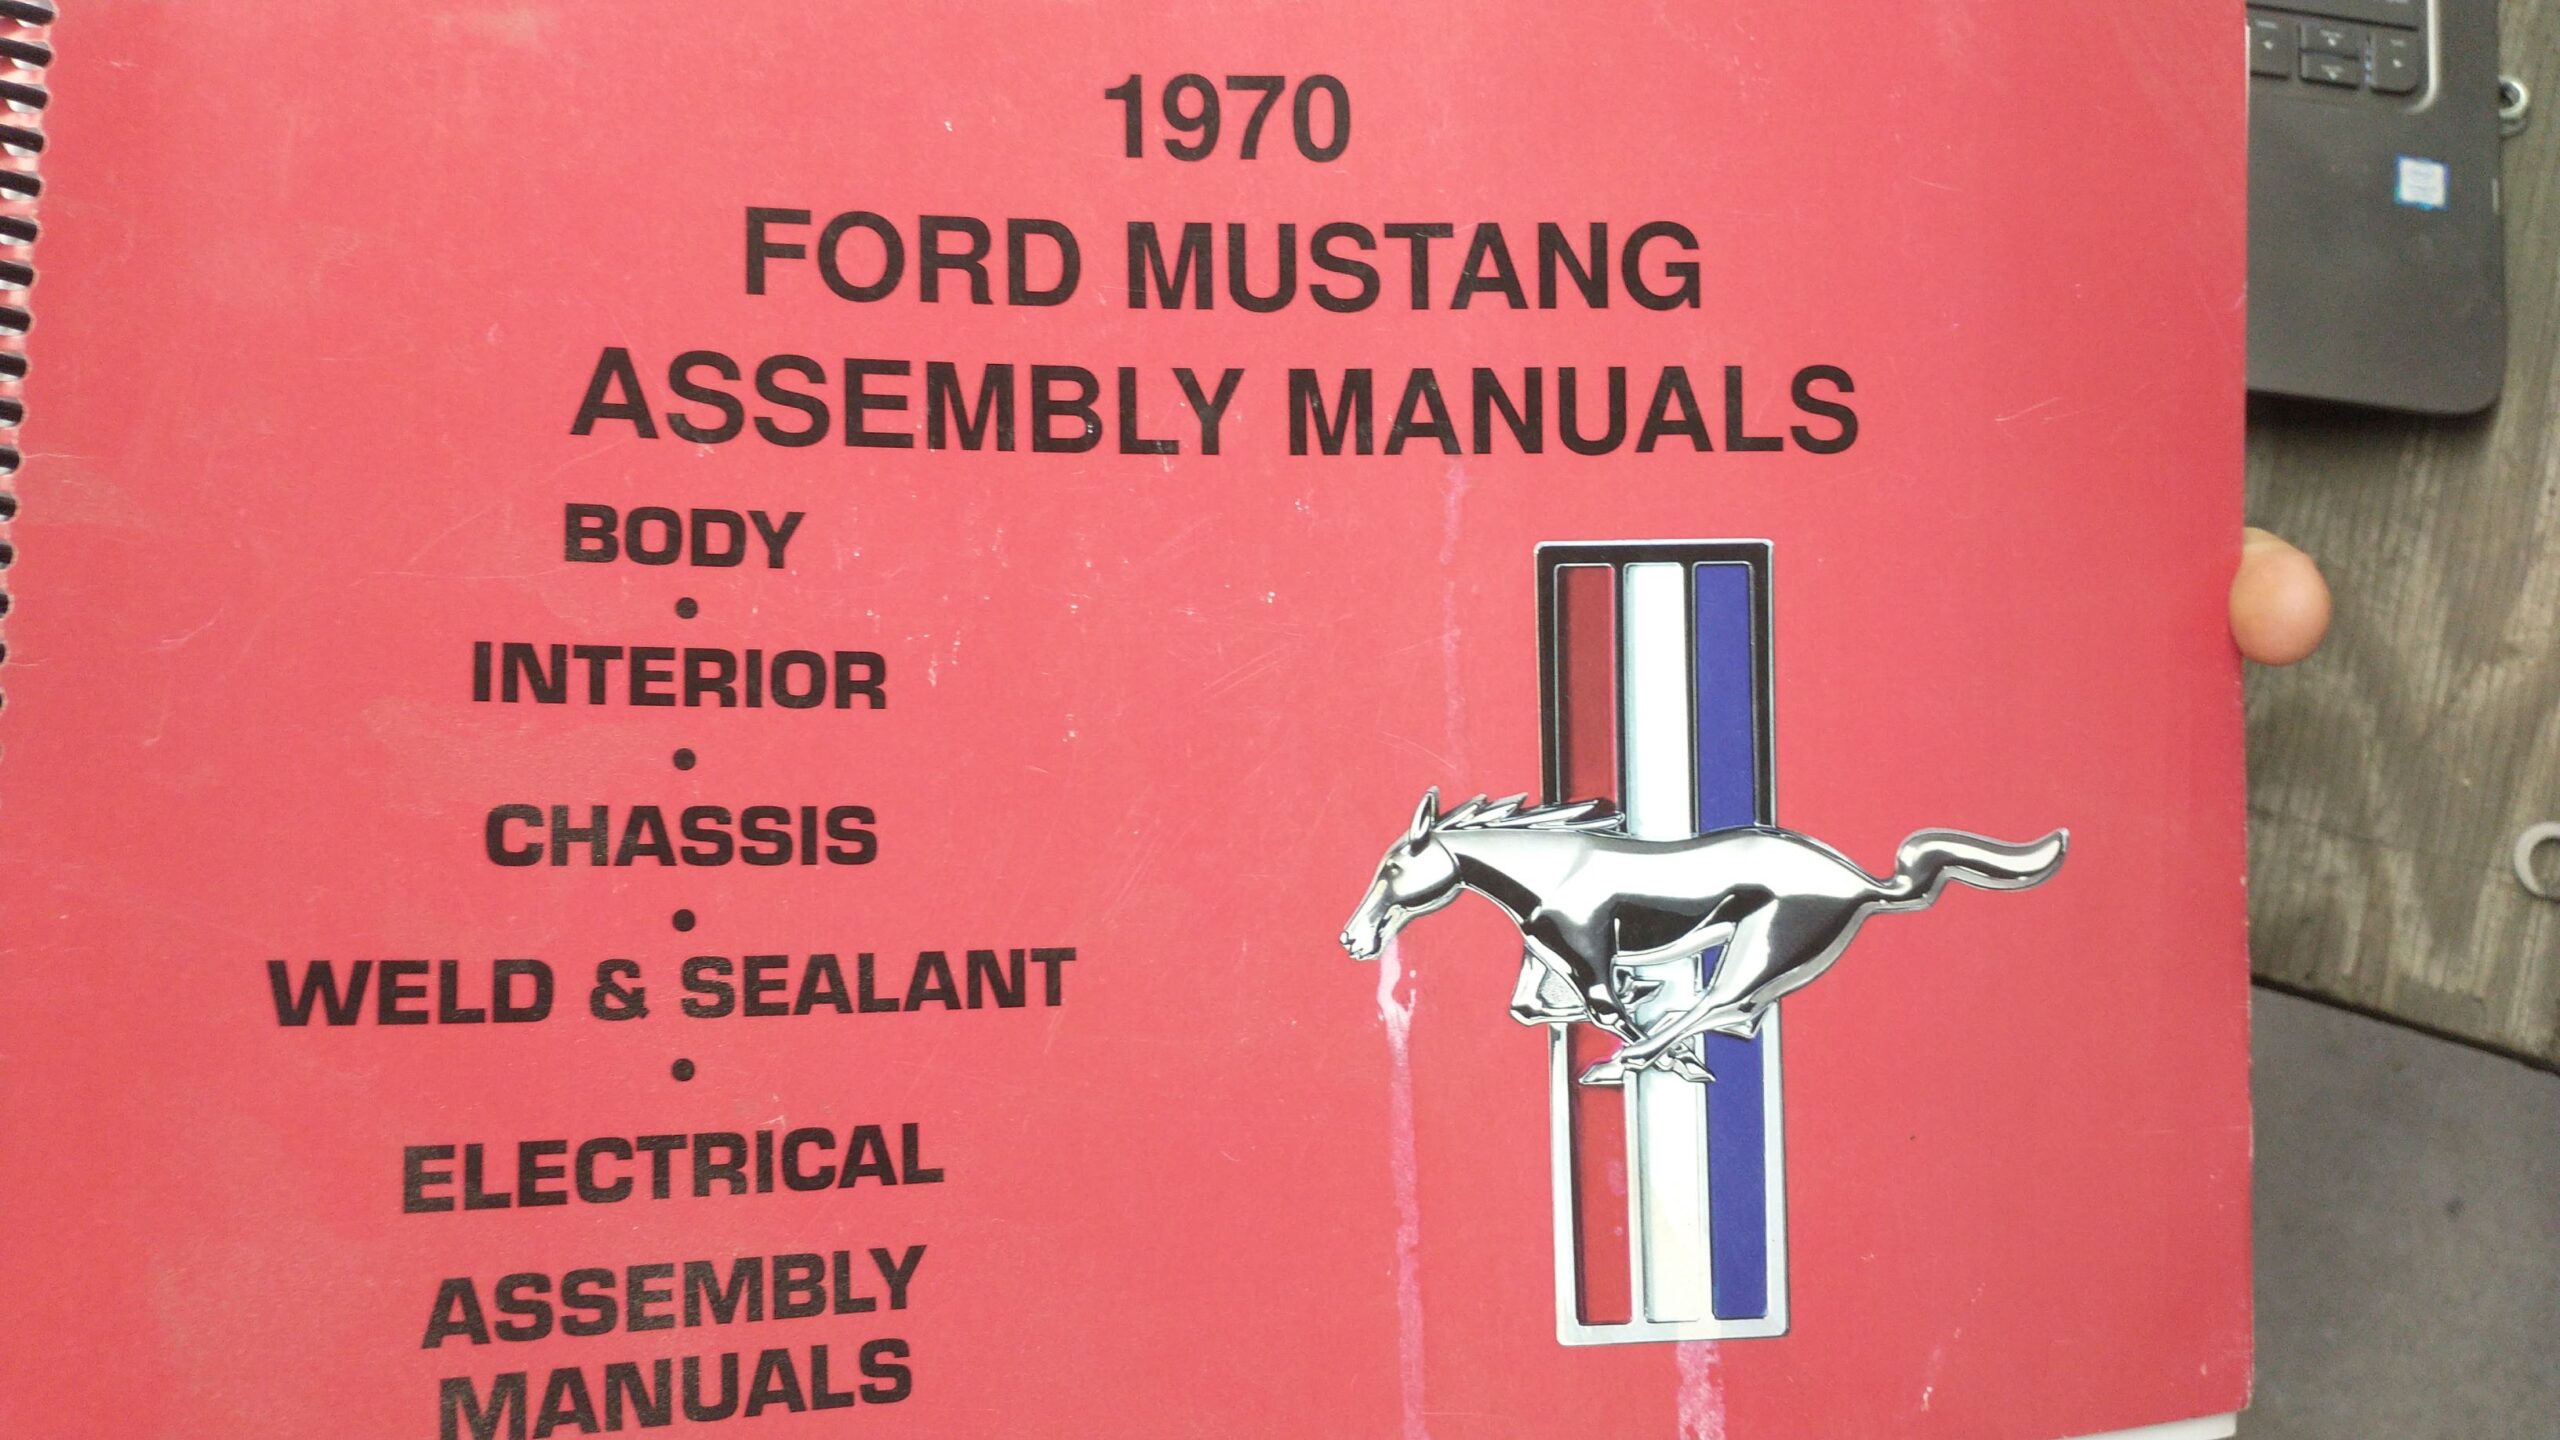 1970
FORD MUSTANG
ASSEMBLY MANUALS
BODY
•
INTERIOR
•
CHASSIS
•
WELD & SEALANT
•
ELECTRICAL
ASSEMBLY
MANUALS